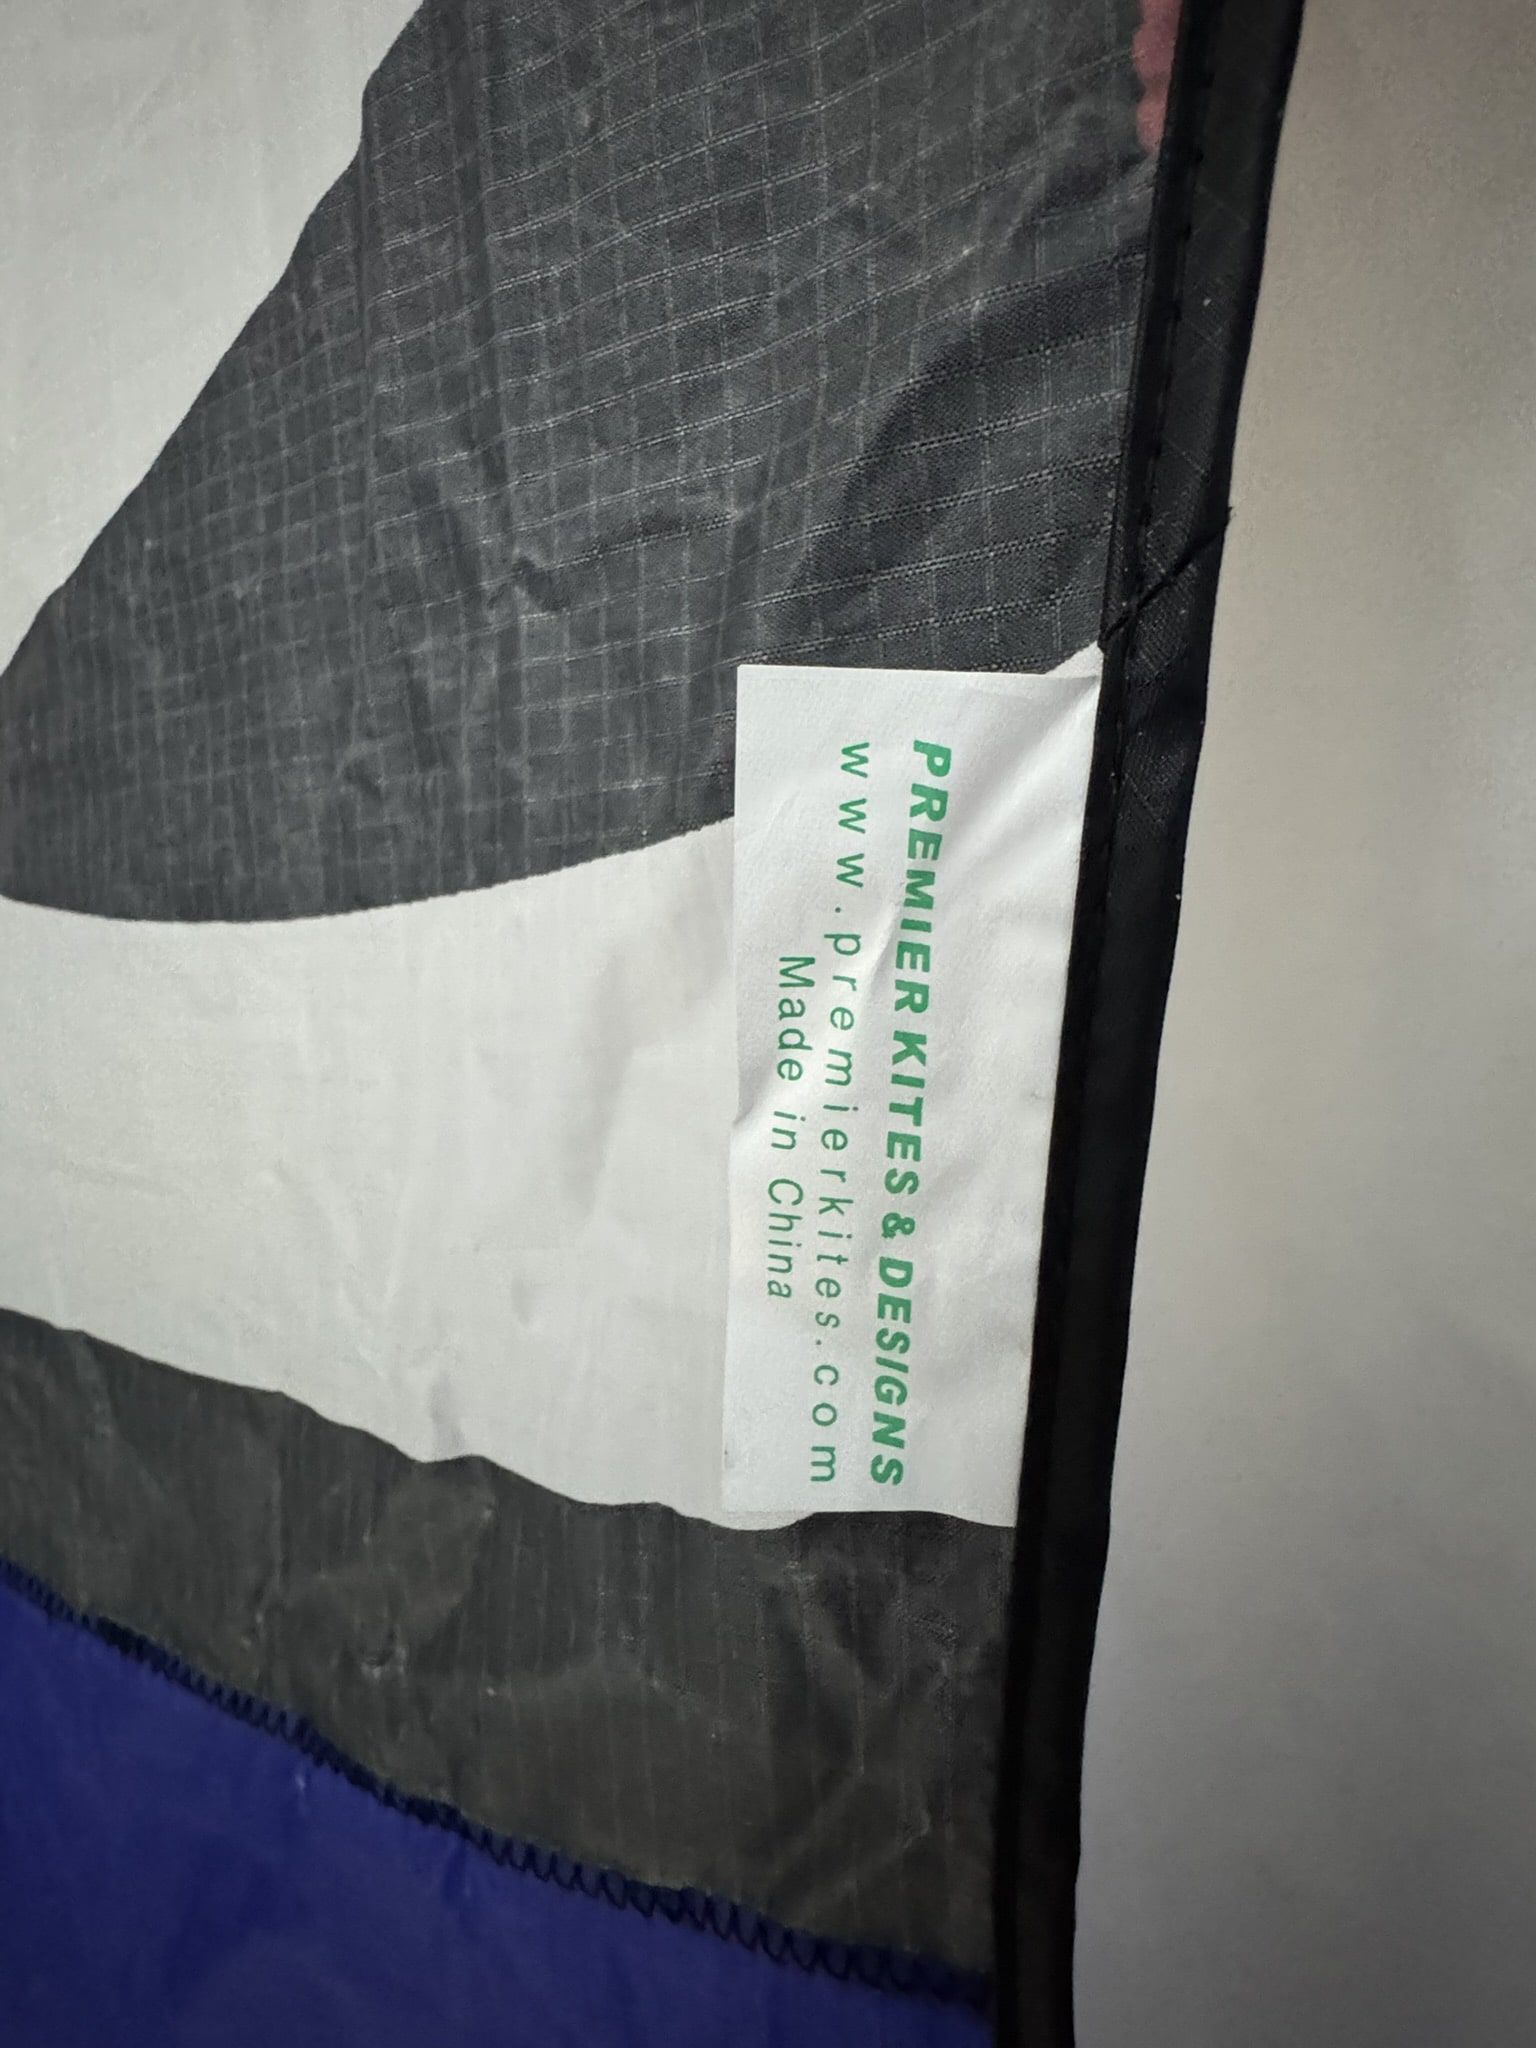 PREMIER KITES & DESIGNS
www.premierkites.com
Made in China